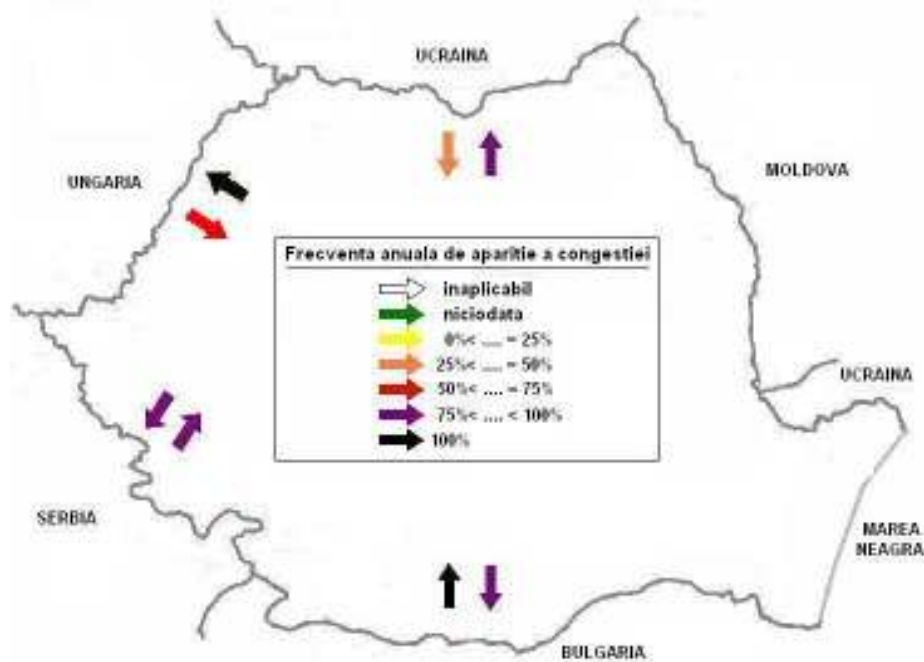 UCRAINA
UNGARIA
MOLDOVA
Frecventa anuala de aparitie a congestiei
inaplicabil
niciodata
0%< .... = 25%
25%< .... = 50%
50%< .... = 75%
75%< .... < 100%
100%
UCRAINA
SERBIA
MAREA
NEAGRA
BULGARIA